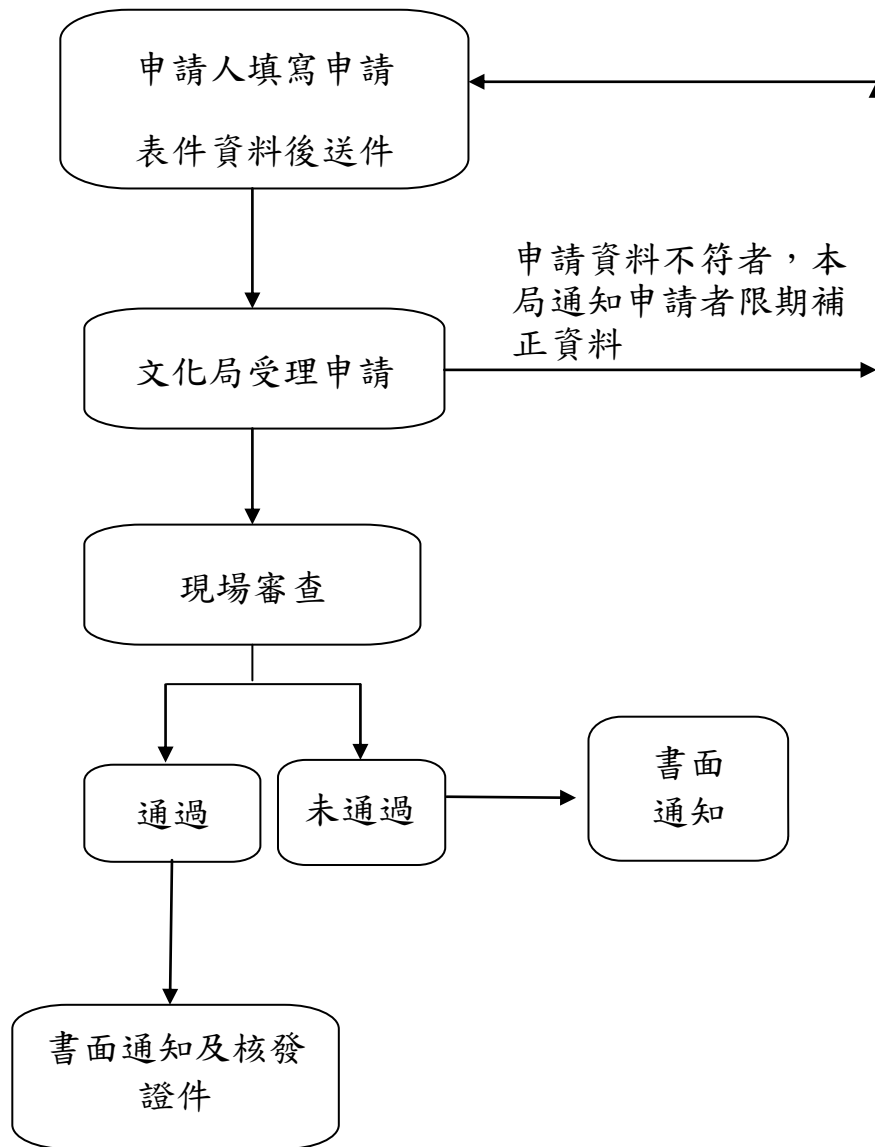 申請人填寫申請
表件資料後送件
申請資料不符者，本
局通知申請者限期補
正資料
文化局受理申請
現場審查
通過
未通過
書面
通知
書面通知及核發
證件